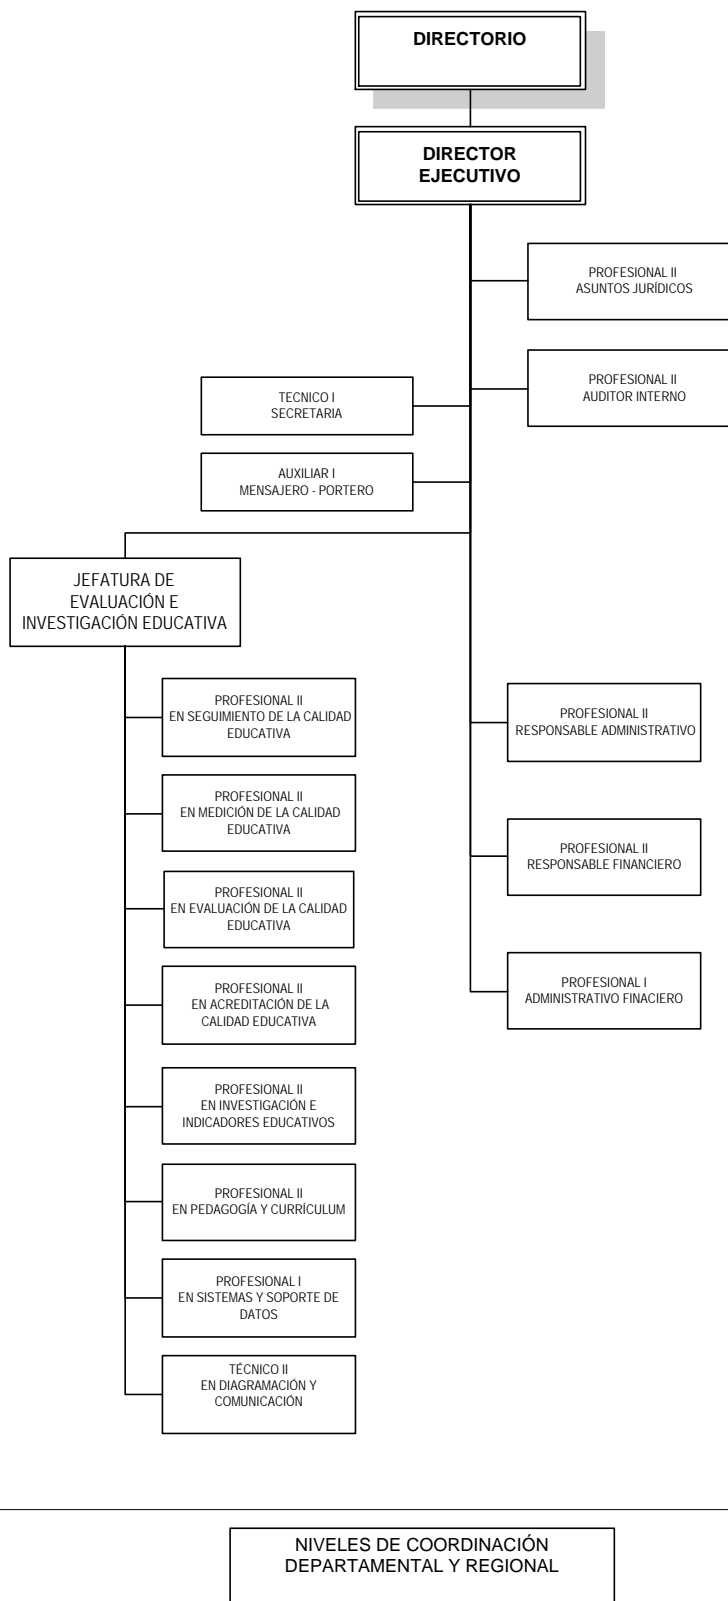 DIRECTORIO
DIRECTOR
EJECUTIVO
PROFESIONAL II
ASUNTOS JURÍDICOS
PROFESIONAL II
AUDITOR INTERNO
TECNICO I
SECRETARIA
AUXILIAR I
MENSAJERO - PORTERO
JEFATURA DE
EVALUACIÓN E
INVESTIGACIÓN EDUCATIVA
PROFESIONAL II
EN SEGUIMIENTO DE LA CALIDAD
EDUCATIVA
PROFESIONAL II
EN MEDICIÓN DE LA CALIDAD
EDUCATIVA
PROFESIONAL II
EN EVALUACIÓN DE LA CALIDAD
EDUCATIVA
PROFESIONAL II
EN ACREDITACIÓN DE LA
CALIDAD EDUCATIVA
PROFESIONAL II
EN INVESTIGACIÓN E
INDICADORES EDUCATIVOS
PROFESIONAL II
EN PEDAGOGÍA Y CURRÍCULUM
PROFESIONAL I
EN SISTEMAS Y SOPORTE DE
DATOS
TÉCNICO II
EN DIAGRAMACIÓN Y
COMUNICACIÓN
PROFESIONAL II
RESPONSABLE ADMINISTRATIVO
PROFESIONAL II
RESPONSABLE FINANCIERO
PROFESIONAL I
ADMINISTRATIVO FINACIERO
NIVELES DE COORDINACIÓN
DEPARTAMENTAL Y REGIONAL